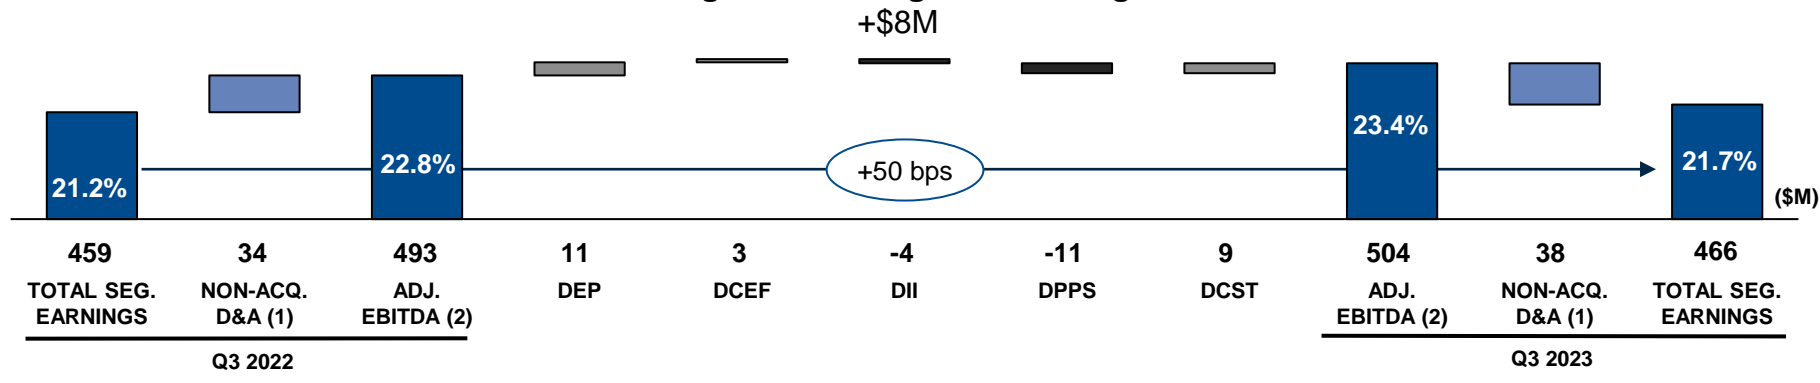 +$8M
21.2%
22.8%
+50 bps
23.4%
21.7%
($M)
459 34 493 11 3 -4 -11 9 504 38 466
TOTAL SEG. NON-ACQ. ADJ. DEP DCEF DII DPPS DCST ADJ. NON-ACQ. TOTAL SEG.
EARNINGS D&A (1) EBITDA (2) EBITDA (2) D&A (1) EARNINGS
Q3 2022 Q3 2023